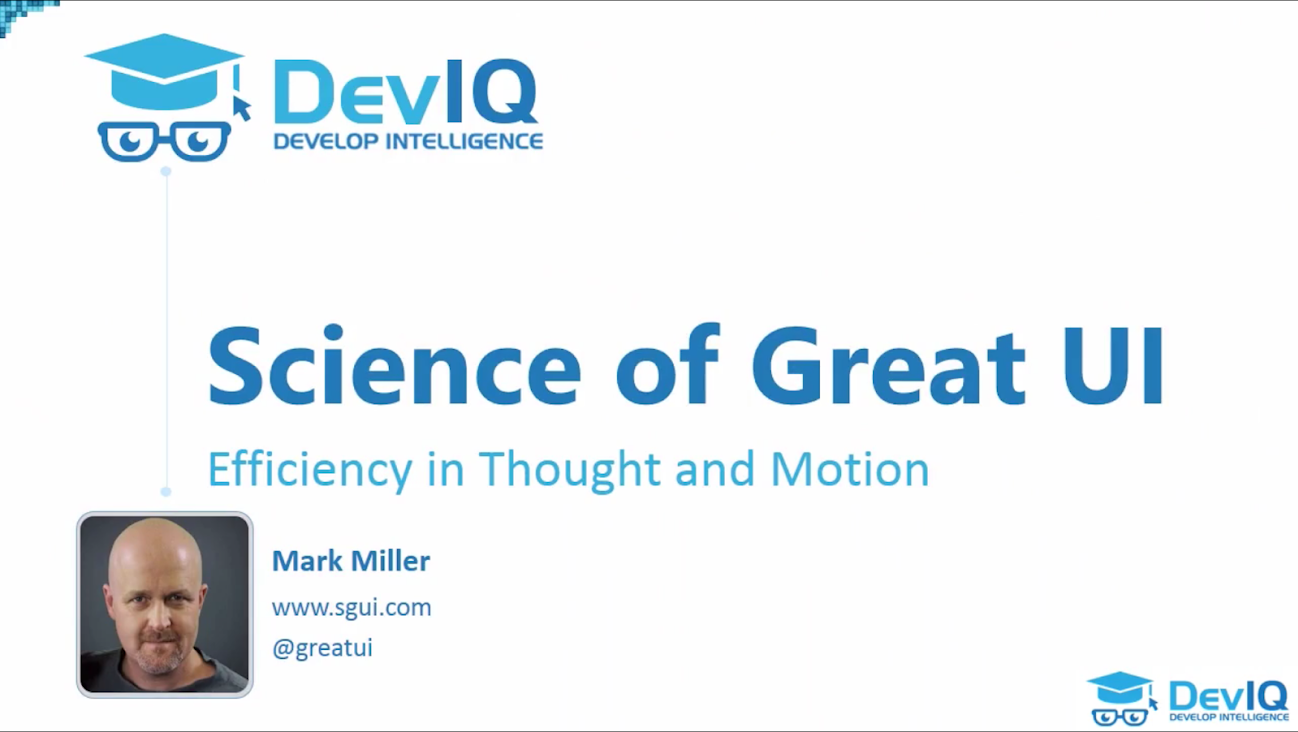 DevIQ
DEVELOP INTELLIGENCE
Science of Great UI
Efficiency in Thought and Motion
Mark Miller
www.sgui.com
@greatui
DevIQ
DEVELOP INTELLIGENCE